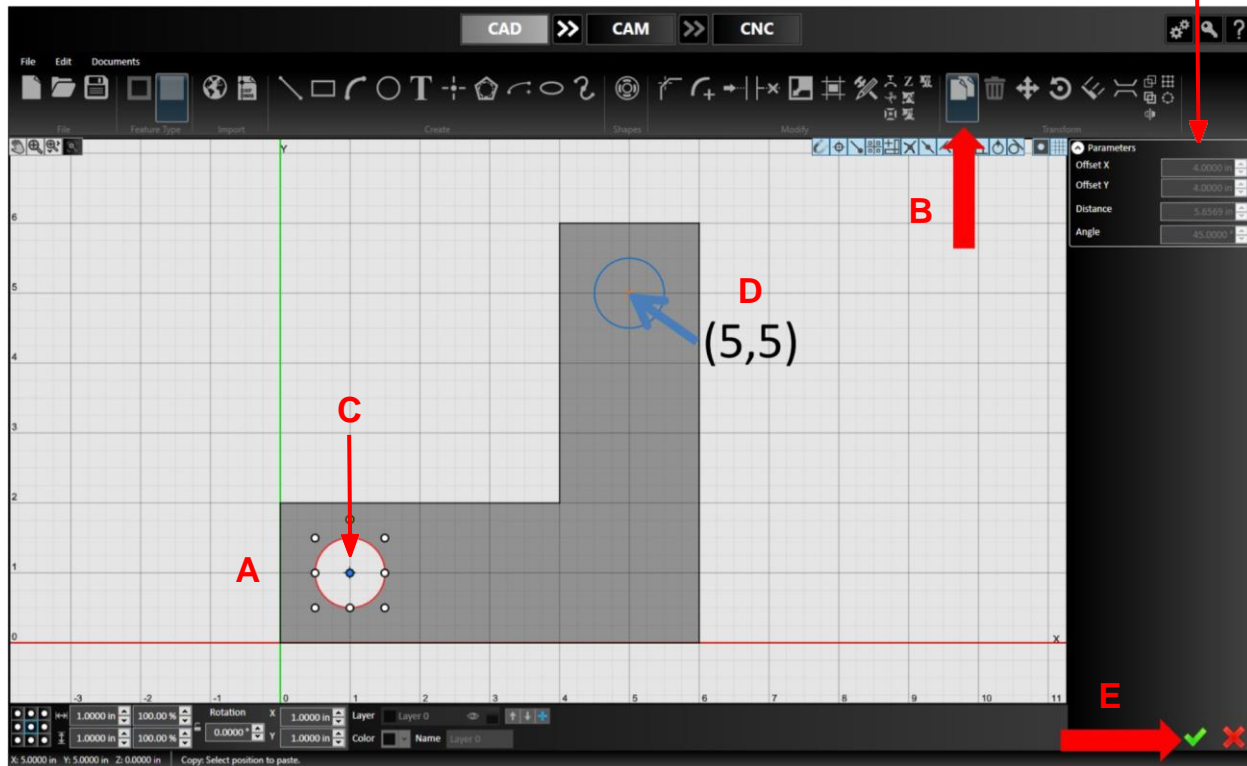 CAD >> CAM >> CNC
?
File Edit Documents
T
File Feature Type Import Create Shapes Modify Transform
Y
Parameters
Offset X 4.0000 in
Offset Y 4.0000 in
Distance 5.6569 in
Angle 45.0000 °
B
6
5
D
(5,5)
4
C
3
2
A
1
0
X
-3 -2 -1 0 1 2 3 4 5 6 7 8 9 10 11
E
1.0000 in 100.00 % Rotation X 1.0000 in Layer Layer 0
1.0000 in 100.00 % 0.0000 ° Y 1.0000 in Color Name Layer 0
X: 5.0000 in Y: 5.0000 in Z: 0.0000 in Copy: Select position to paste.